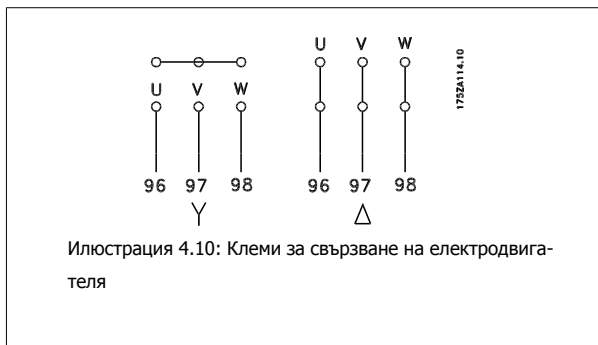 U V W
U V W
96 97 98
96 97 98
Y
Δ
175ZA114.10
Илюстрация 4.10: Клеми за свързване на електродвига-
теля